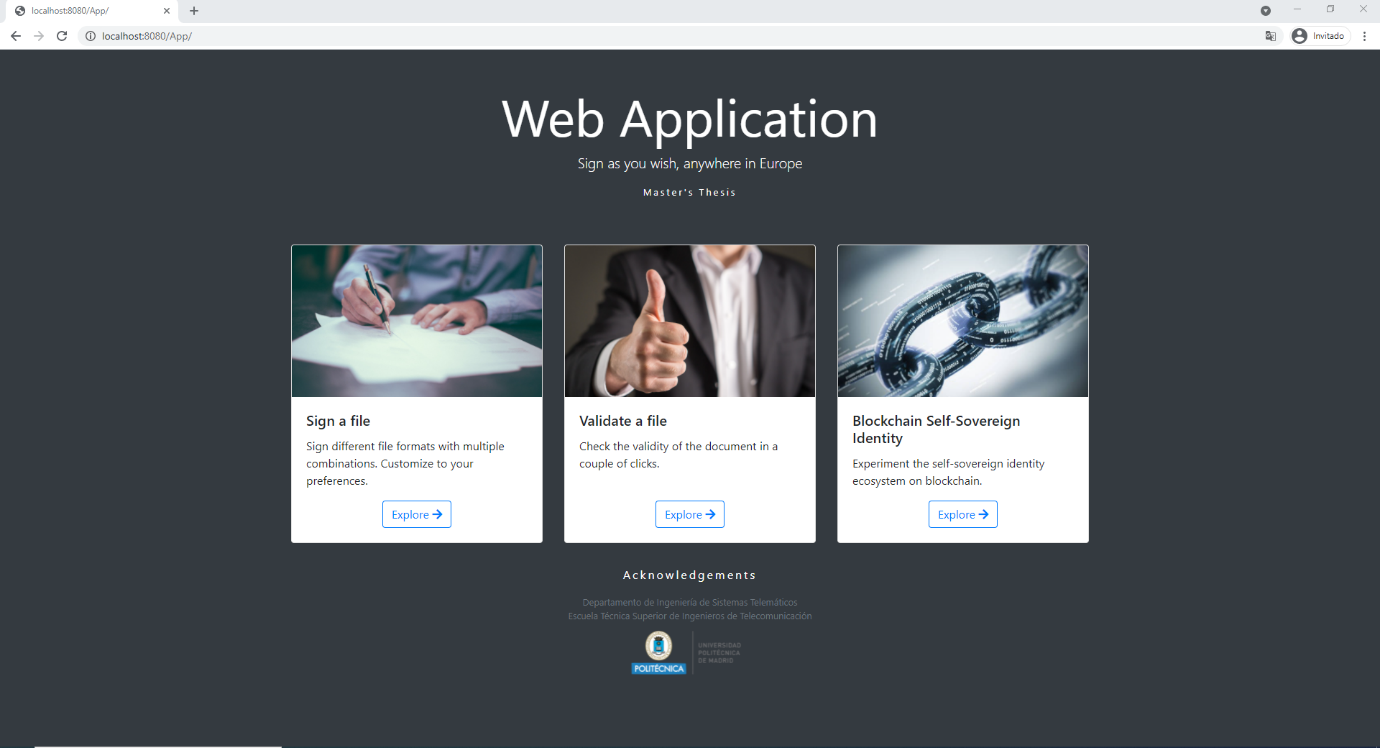 localhost:8080/App/
localhost:8080/App/
Invitado
Web Application
Sign as you wish, anywhere in Europe
Master's Thesis
Sign a file
Sign different file formats with multiple
combinations. Customize to your
preferences.
Explore
Validate a file
Check the validity of the document in a
couple of clicks.
Explore
Blockchain Self-Sovereign
Identity
Experiment the self-sovereign identity
ecosystem on blockchain.
Explore
Acknowledgements
Departamento de Ingeniería de Sistemas Telemáticos
Escuela Técnica Superior de Ingenieros de Telecomunicación
POLITÉCNICA
UNIVERSIDAD
POLITÉCNICA
DE MADRID